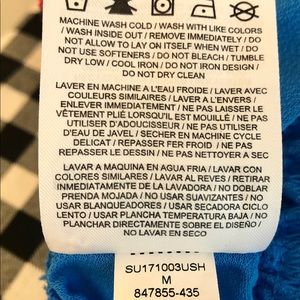 MACHINE WASH COLD / WASH WITH LIKE COLORS
/ WASH INSIDE OUT / REMOVE IMMEDIATELY / DO
NOT ALLOW TO LAY ON ITSELF WHEN WET / DO
NOT USE SOFTENERS / DO NOT BLEACH / TUMBLE
DRY LOW / COOL IRON / DO NOT IRON DESIGN /
DO NOT DRY CLEAN
LAVER EN MACHINE À L'EAU FROIDE / LAVER AVEC
COULEURS SIMILAIRES / LAVER À L'ENVERS /
ENLEVER IMMÉDIATEMENT / NE PAS LAISSER LE
VÊTEMENT PLIÉ LORSQU'IL EST MOUILLÉ / NE PAS
UTILISER D'ADOUCISSEUR / NE PAS UTILISER
D'EAU DE JAVEL / SÉCHER EN MACHINE CYCLE
DÉLICAT / REPASSER FER FROID / NE PAS
REPASSER LE DESSIN / NE PAS NETTOYER À SEC
LAVAR A MÁQUINA EN AGUA FRÍA / LAVAR CON
COLORES SIMILARES / LAVAR AL REVÉS / RETIRAR
INMEDIATAMENTE DE LA LAVADORA / NO DOBLAR
PRENDA MOJADA / NO USAR SUAVIZANTES / NO
USAR BLANQUEADORES / USAR SECADORA CICLO
LENTO / USAR PLANCHA TEMPERATURA BAJA / NO
PLANCHAR DIRECTAMENTE SOBRE EL DISEÑO /
NO LAVAR EN SECO
SU171003USH
M
847855-435